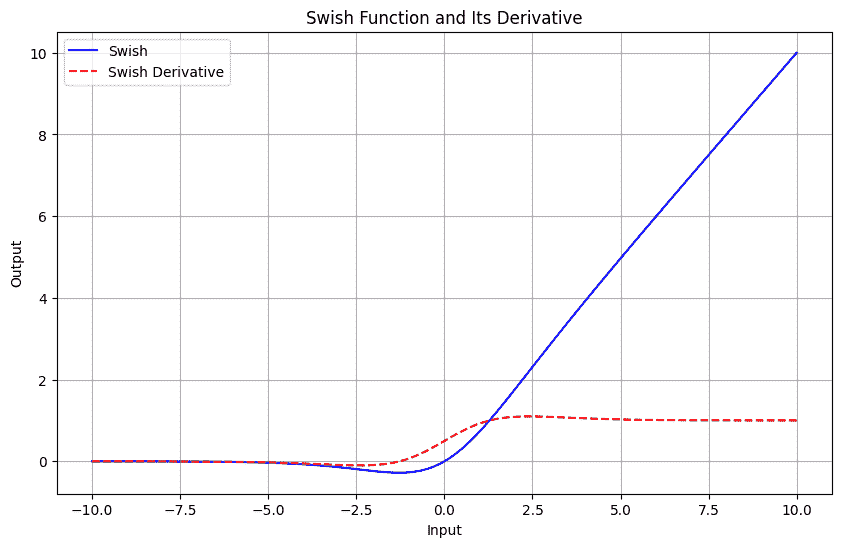 Swish Function and Its Derivative
Swish
Swish Derivative
10
8
6
4
2
0
Output
−10.0 −7.5 −5.0 −2.5 0.0 2.5 5.0 7.5 10.0
Input